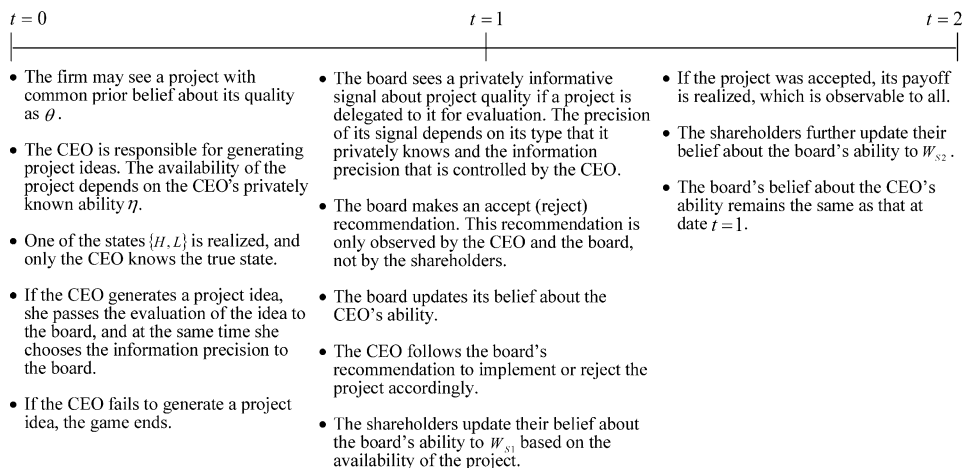 t = 0
t = 1
t = 2
• The firm may see a project with
common prior belief about its quality
as θ.
• The CEO is responsible for generating
project ideas. The availability of the
project depends on the CEO's privately
known ability η.
• One of the states {H, L} is realized, and
only the CEO knows the true state.
• If the CEO generates a project idea,
she passes the evaluation of the idea to
the board, and at the same time she
chooses the information precision to
the board.
• If the CEO fails to generate a project
idea, the game ends.
• The board sees a privately informative
signal about project quality if a project is
delegated to it for evaluation. The precision
of its signal depends on its type that it
privately knows and the information
precision that is controlled by the CEO.
• The board makes an accept (reject)
recommendation. This recommendation is
only observed by the CEO and the board,
not by the shareholders.
• The board updates its belief about the
CEO's ability.
• The CEO follows the board's
recommendation to implement or reject the
project accordingly.
• The shareholders update their belief about
the board's ability to W_{S1} based on the
availability of the project.
• If the project was accepted, its payoff
is realized, which is observable to all.
• The shareholders further update their
belief about the board's ability to W_{S2}.
• The board's belief about the CEO's
ability remains the same as that at
date t = 1.